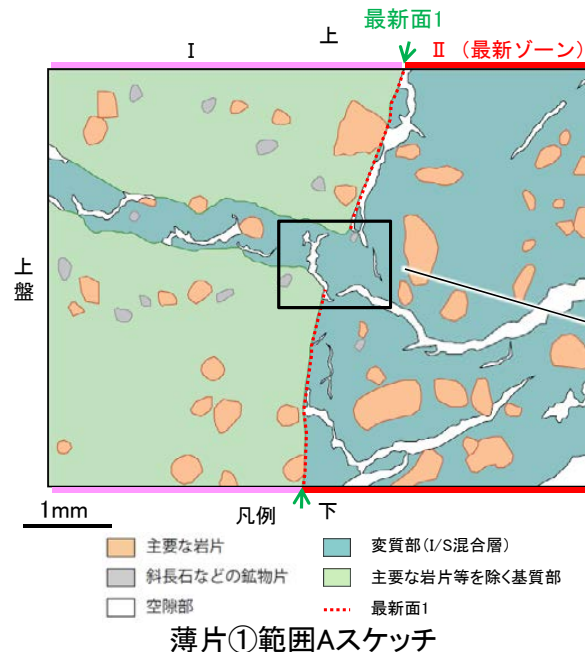 最新面1
Ⅰ
上
Ⅱ (最新ゾーン)
上盤
1mm
凡例
下
主要な岩片
変質部(I/S混合層)
斜長石などの鉱物片
主要な岩片等を除く基質部
空隙部
最新面1
薄片①範囲Aスケッチ